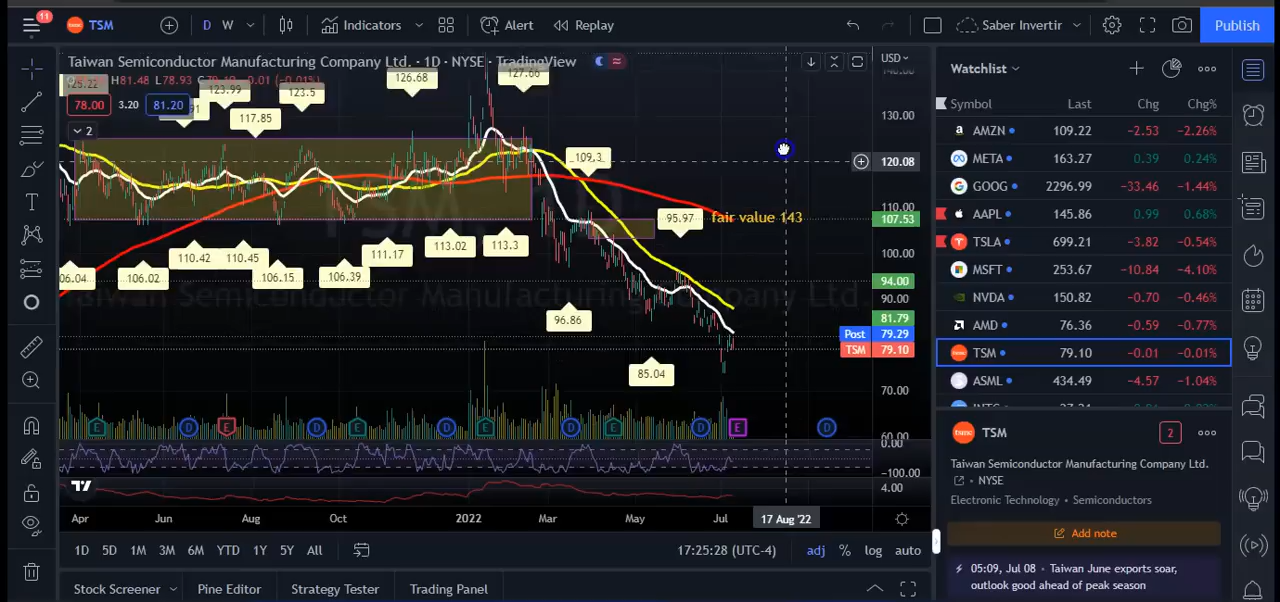 11
TSM
D W
Indicators
Alert
Replay
Saber Invertir
Publish
Taiwan Semiconductor Manufacturing Company Ltd. · 1D · NYSE · TradingView
USD
H81.48 L78.93
-0.01 (-0.01%)
78.00 3.20 81.20
2
123.99
117.85
123.5
126.68
127.66
109.3
95.97
fair value 143
106.02
110.42
110.45
106.15
106.39
111.17
113.02
113.3
96.86
85.04
130.00
120.08
110.00
107.53
100.00
94.00
90.00
81.79
Post 79.29
TSM 79.10
70.00
60.00
0.00
-100.00
4.00
E D E D E D E D E D E D
Apr Jun Aug Oct 2022 Mar May Jul 17 Aug '22
1D 5D 1M 3M 6M YTD 1Y 5Y All
17:25:28 (UTC-4) adj % log auto
Stock Screener Pine Editor Strategy Tester Trading Panel
Watchlist
Symbol Last Chg Chg%
AMZN 109.22 −2.53 −2.26%
META 163.27 0.39 0.24%
GOOG 2296.99 −33.46 −1.44%
AAPL 145.86 0.99 0.68%
TSLA 699.21 −3.82 −0.54%
MSFT 253.67 −10.84 −4.10%
NVDA 150.82 −0.70 −0.46%
AMD 76.36 −0.59 −0.77%
TSM 79.10 −0.01 −0.01%
ASML 434.49 −4.57 −1.04%
TSM 2
Taiwan Semiconductor Manufacturing Company Ltd.
NYSE
Electronic Technology • Semiconductors
Add note
05:09, Jul 08 • Taiwan June exports soar,
outlook good ahead of peak season